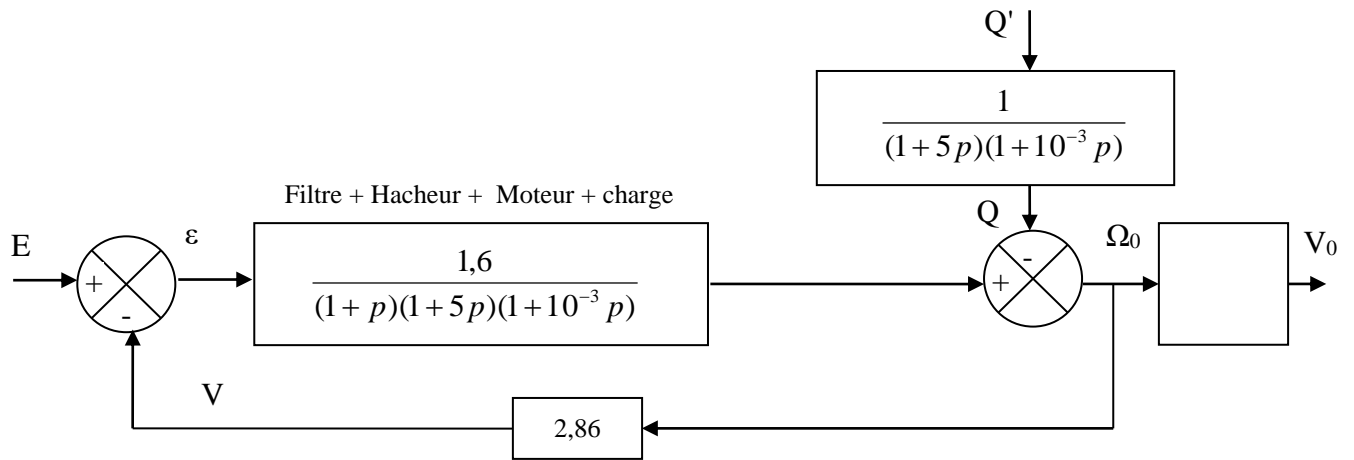 Q'
1
(1+5p)(1+10⁻³ p)
Filtre + Hacheur + Moteur + charge
Q
E
ε
Ω₀
V₀
+
-
1,6
(1+ p)(1+5p)(1+10⁻³ p)
-
+
V
2,86